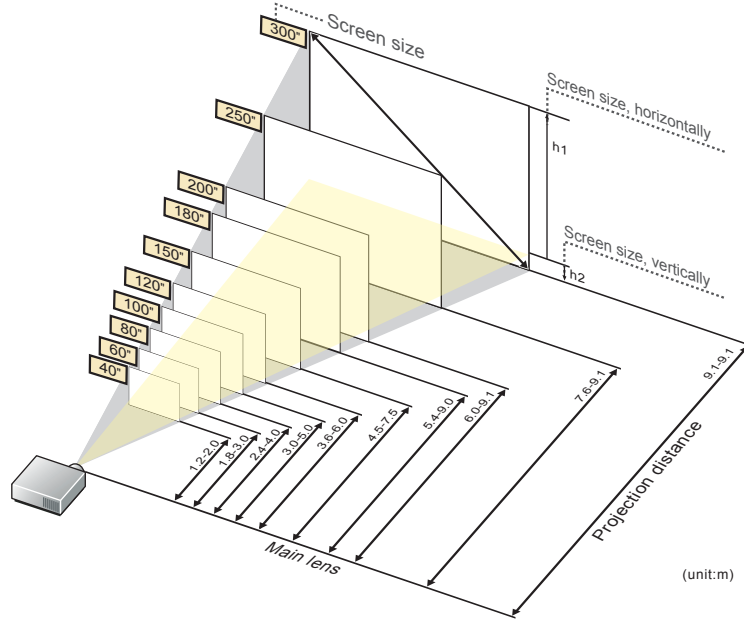 300"
Screen size
250"
200"
180"
150"
120"
100"
80"
60"
40"
Screen size, horizontally
h1
Screen size, vertically
h2
1.2-2.0
1.8-3.0
2.4-4.0
3.0-5.0
3.6-6.0
4.5-7.5
5.4-9.0
6.0-9.1
7.6-9.1
9.1-9.1
Projection distance
Main lens
(unit:m)